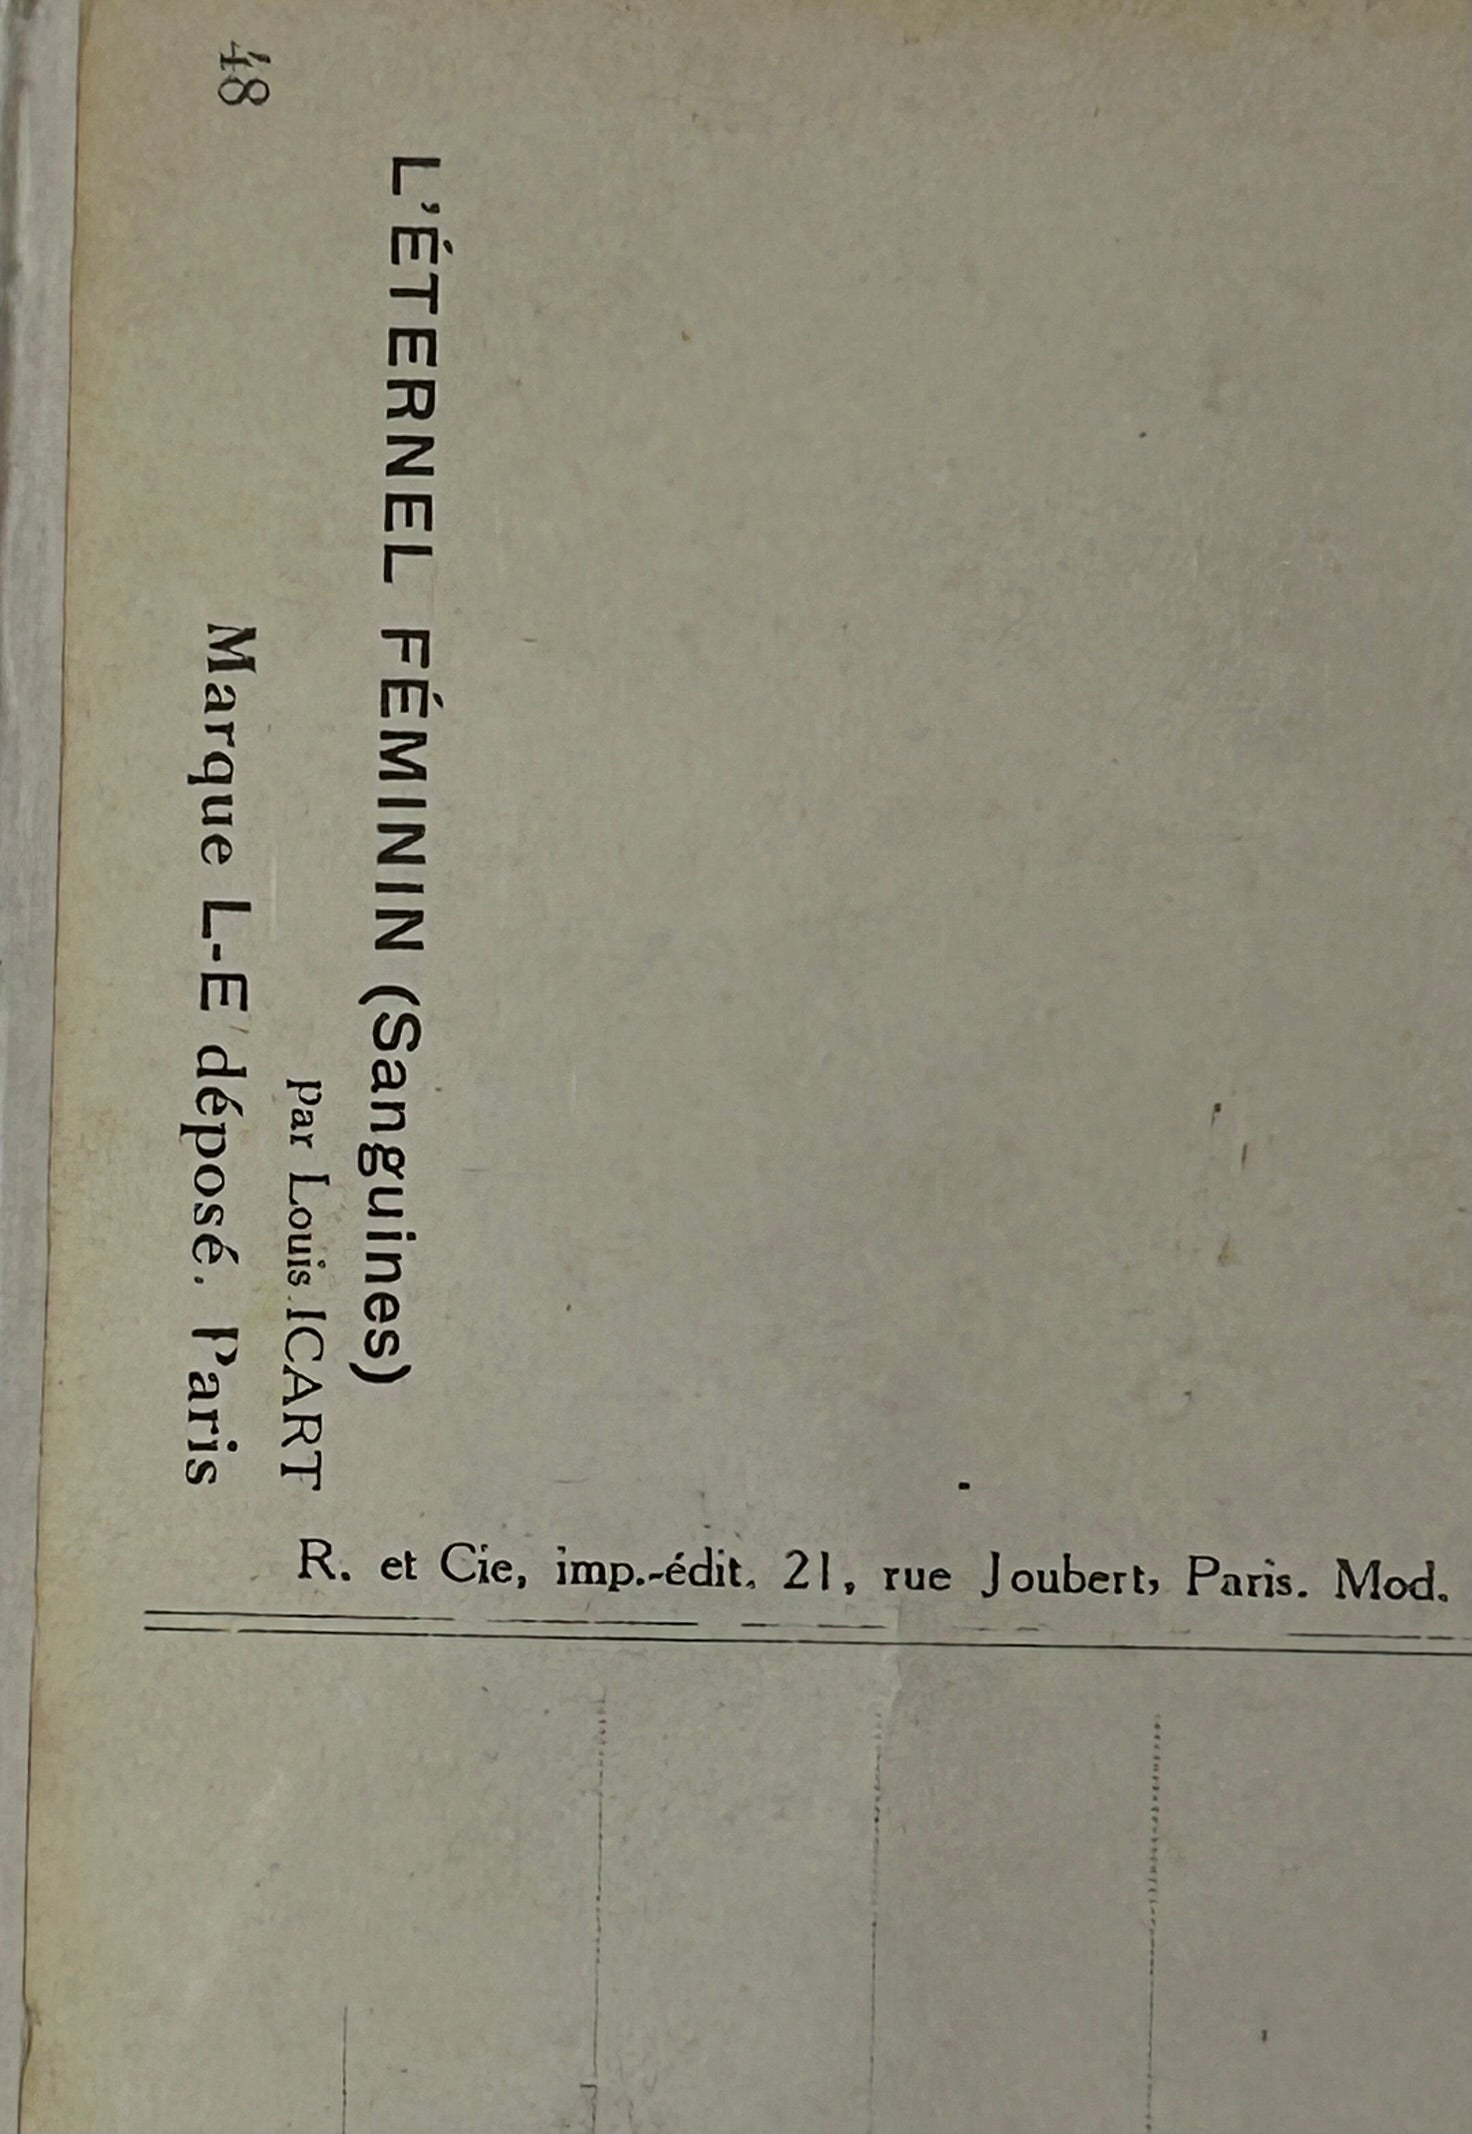 48
L'ÉTERNEL FÉMININ (Sanguines)
par Louis ICART
Marque L-E déposé. Paris
R. et Cie, imp.-édit. 21, rue Joubert, Paris. Mod.